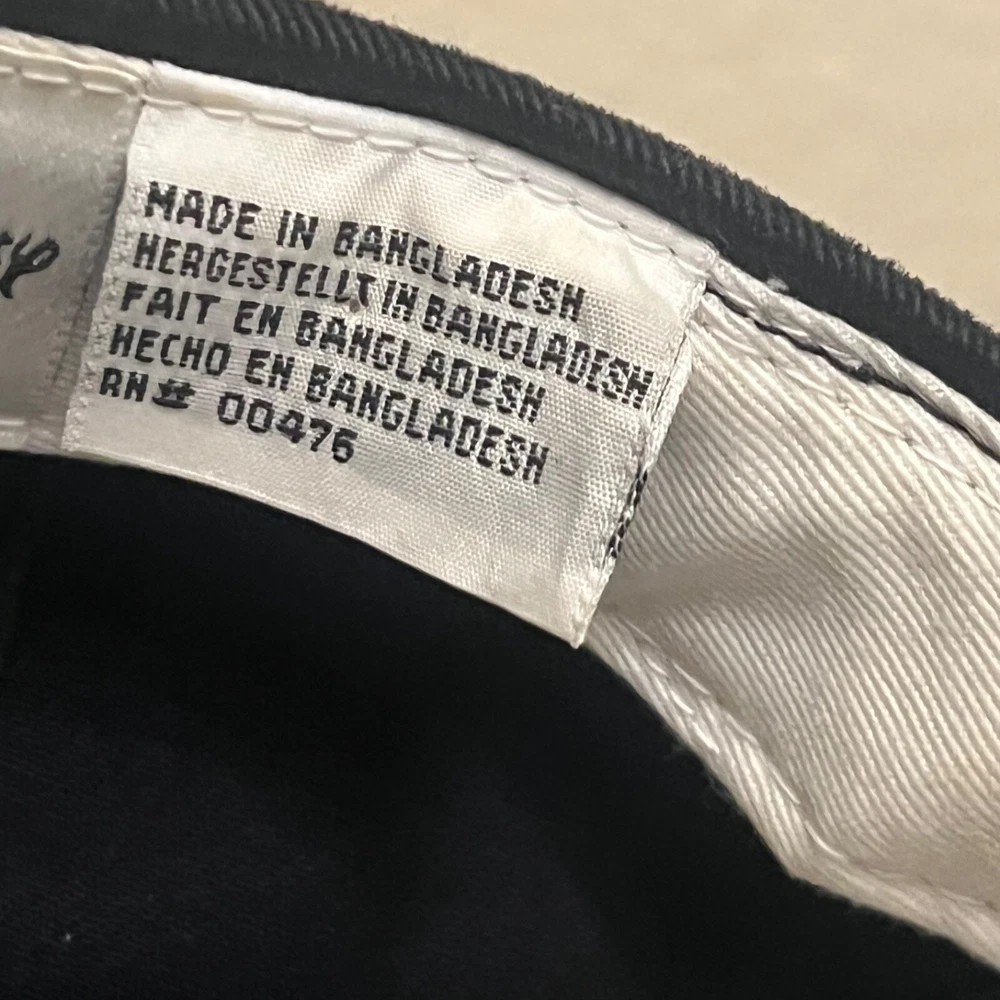 MADE IN BANGLADESH
HERGESTELLT IN BANGLADESH
FAIT EN BANGLADESH
HECHO EN BANGLADESH
RN# 00476